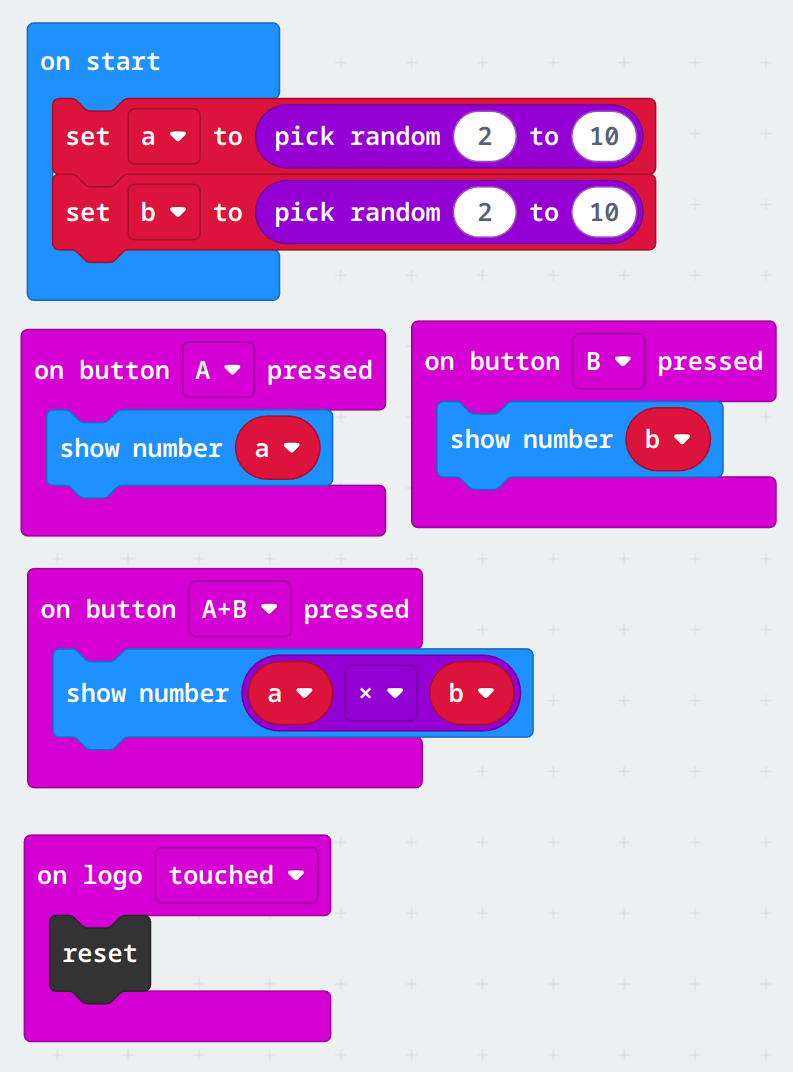 on start
set a to pick random 2 to 10
set b to pick random 2 to 10
on button A pressed
show number a
on button B pressed
show number b
on button A+B pressed
show number a × b
on logo touched
reset